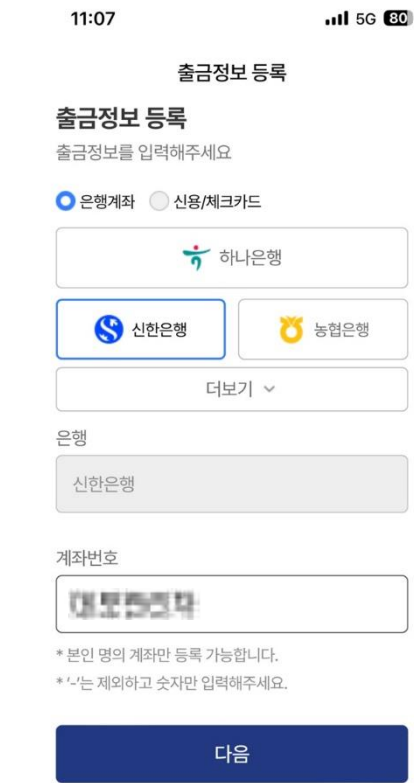 11:07 5G 80
출금정보 등록
출금정보 등록
출금정보를 입력해주세요
은행계좌 신용/체크카드
하나은행
신한은행 농협은행
더보기
은행
신한은행
계좌번호
* 본인 명의 계좌만 등록 가능합니다.
* ‘-’는 제외하고 숫자만 입력해주세요.
다음